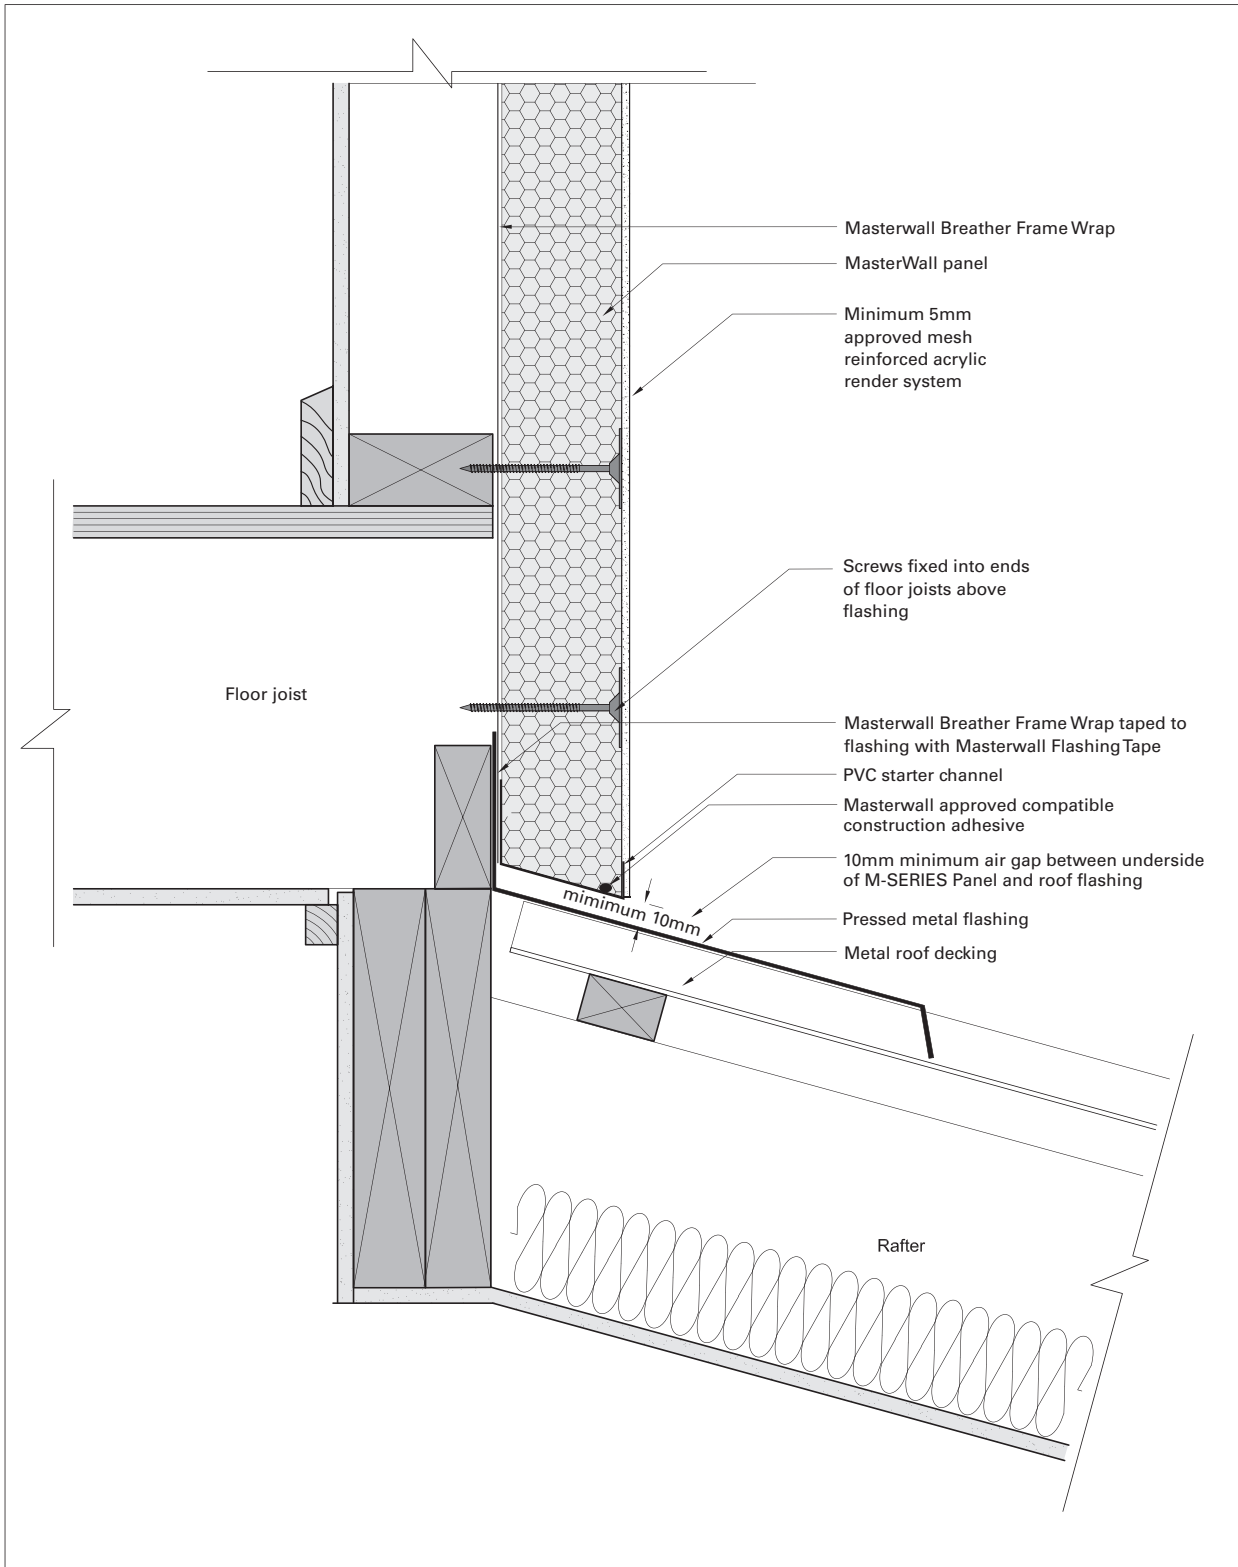 Masterwall Breather Frame Wrap
MasterWall panel
Minimum 5mm
approved mesh
reinforced acrylic
render system
Screws fixed into ends
of floor joists above
flashing
Floor joist
Masterwall Breather Frame Wrap taped to
flashing with Masterwall Flashing Tape
PVC starter channel
Masterwall approved compatible
construction adhesive
10mm minimum air gap between underside
of M-SERIES Panel and roof flashing
mimimum 10mm
Pressed metal flashing
Metal roof decking
Rafter